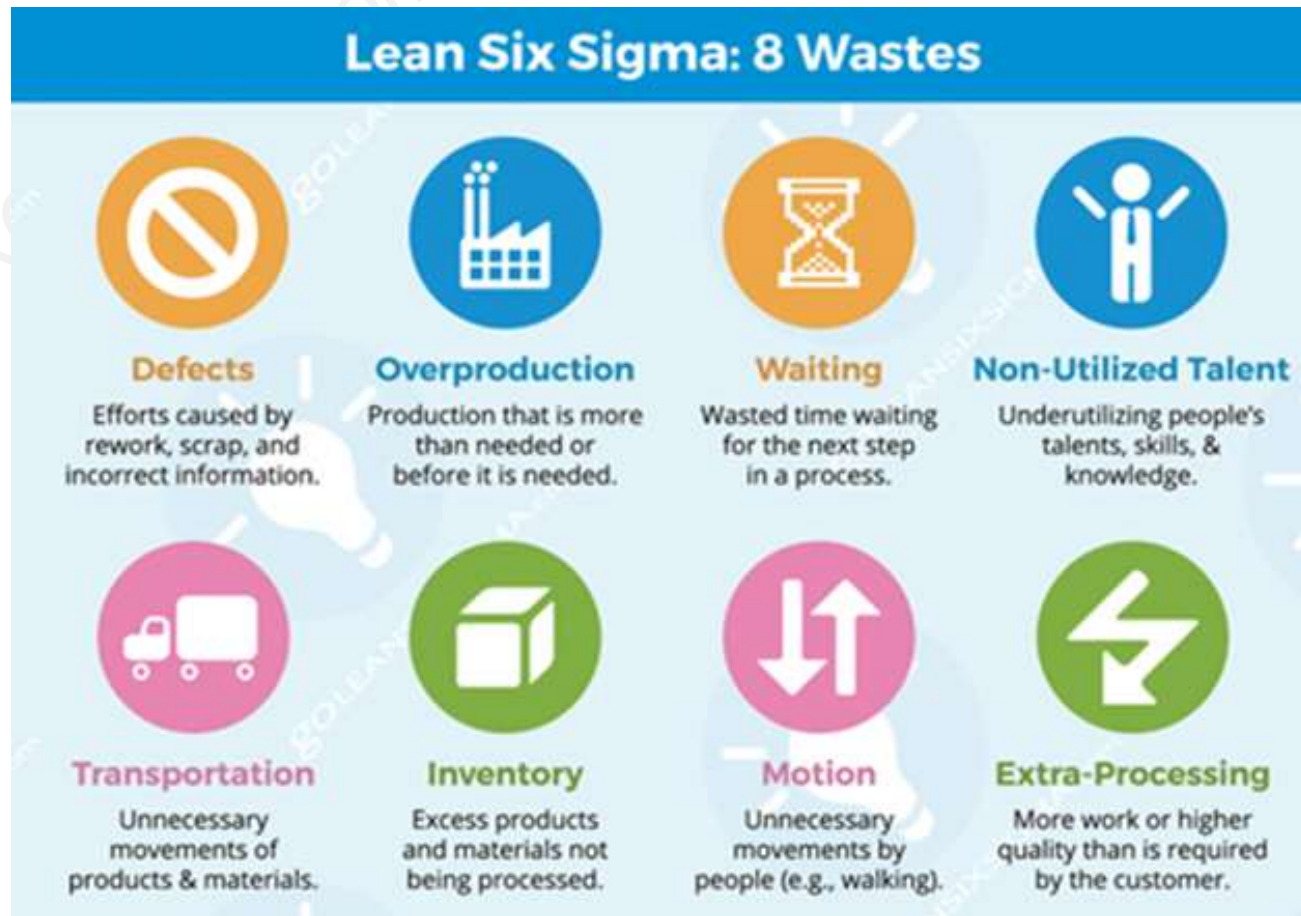 Lean Six Sigma: 8 Wastes
Defects
Efforts caused by
rework, scrap, and
incorrect information.
Overproduction
Production that is more
than needed or
before it is needed.
Waiting
Wasted time waiting
for the next step
in a process.
Non-Utilized Talent
Underutilizing people's
talents, skills, &
knowledge.
Transportation
Unnecessary
movements of
products & materials.
Inventory
Excess products
and materials not
being processed.
Motion
Unnecessary
movements by
people (e.g., walking).
Extra-Processing
More work or higher
quality than is required
by the customer.